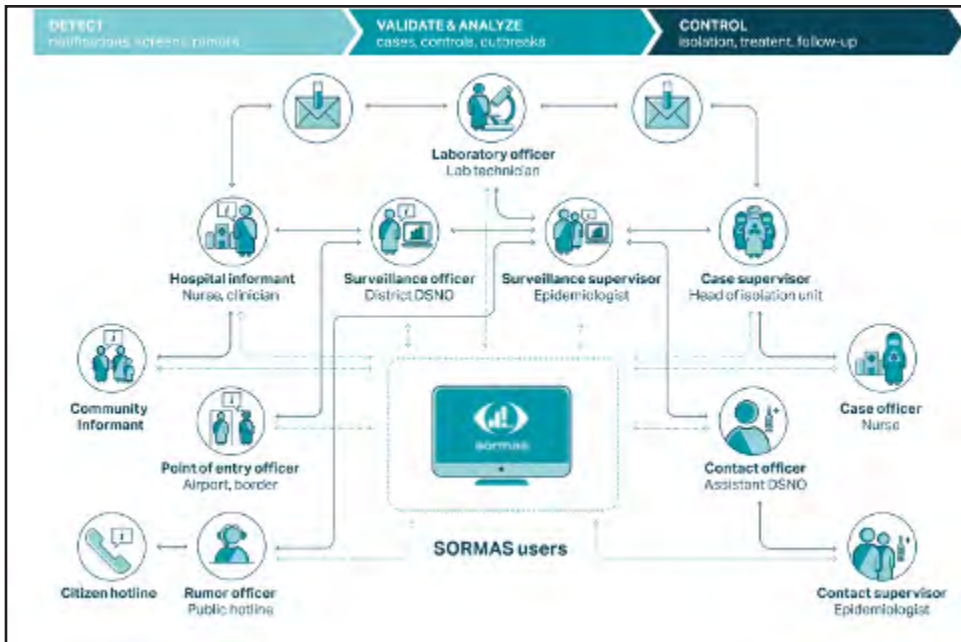 DETECT
notifications, screens, rumors
VALIDATE & ANALYZE
cases, controls, outbreaks
CONTROL
isolation, treatent, follow-up
Laboratory officer
Lab technician
Hospital informant
Nurse, clinician
Surveillance officer
District DSNO
Surveillance supervisor
Epidemiologist
Case supervisor
Head of isolation unit
Community
Informant
Point of entry officer
Airport, border
sormas
Case officer
Nurse
Contact officer
Assistant DSNO
Citizen hotline
Rumor officer
Public hotline
SORMAS users
Contact supervisor
Epidemiologist